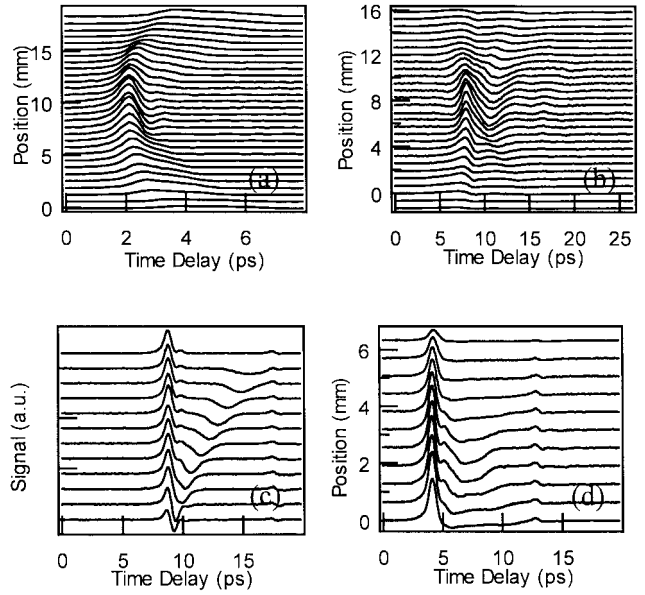 15
10
5
0
Position (mm)
(a)
0 2 4 6
Time Delay (ps)
16
12
8
4
0
Position (mm)
(b)
0 5 10 15 20 25
Time Delay (ps)
Signal (a.u.)
(c)
0 5 10 15
Time Delay (ps)
6
4
2
0
Position (mm)
(d)
0 5 10 15
Time Delay (ps)